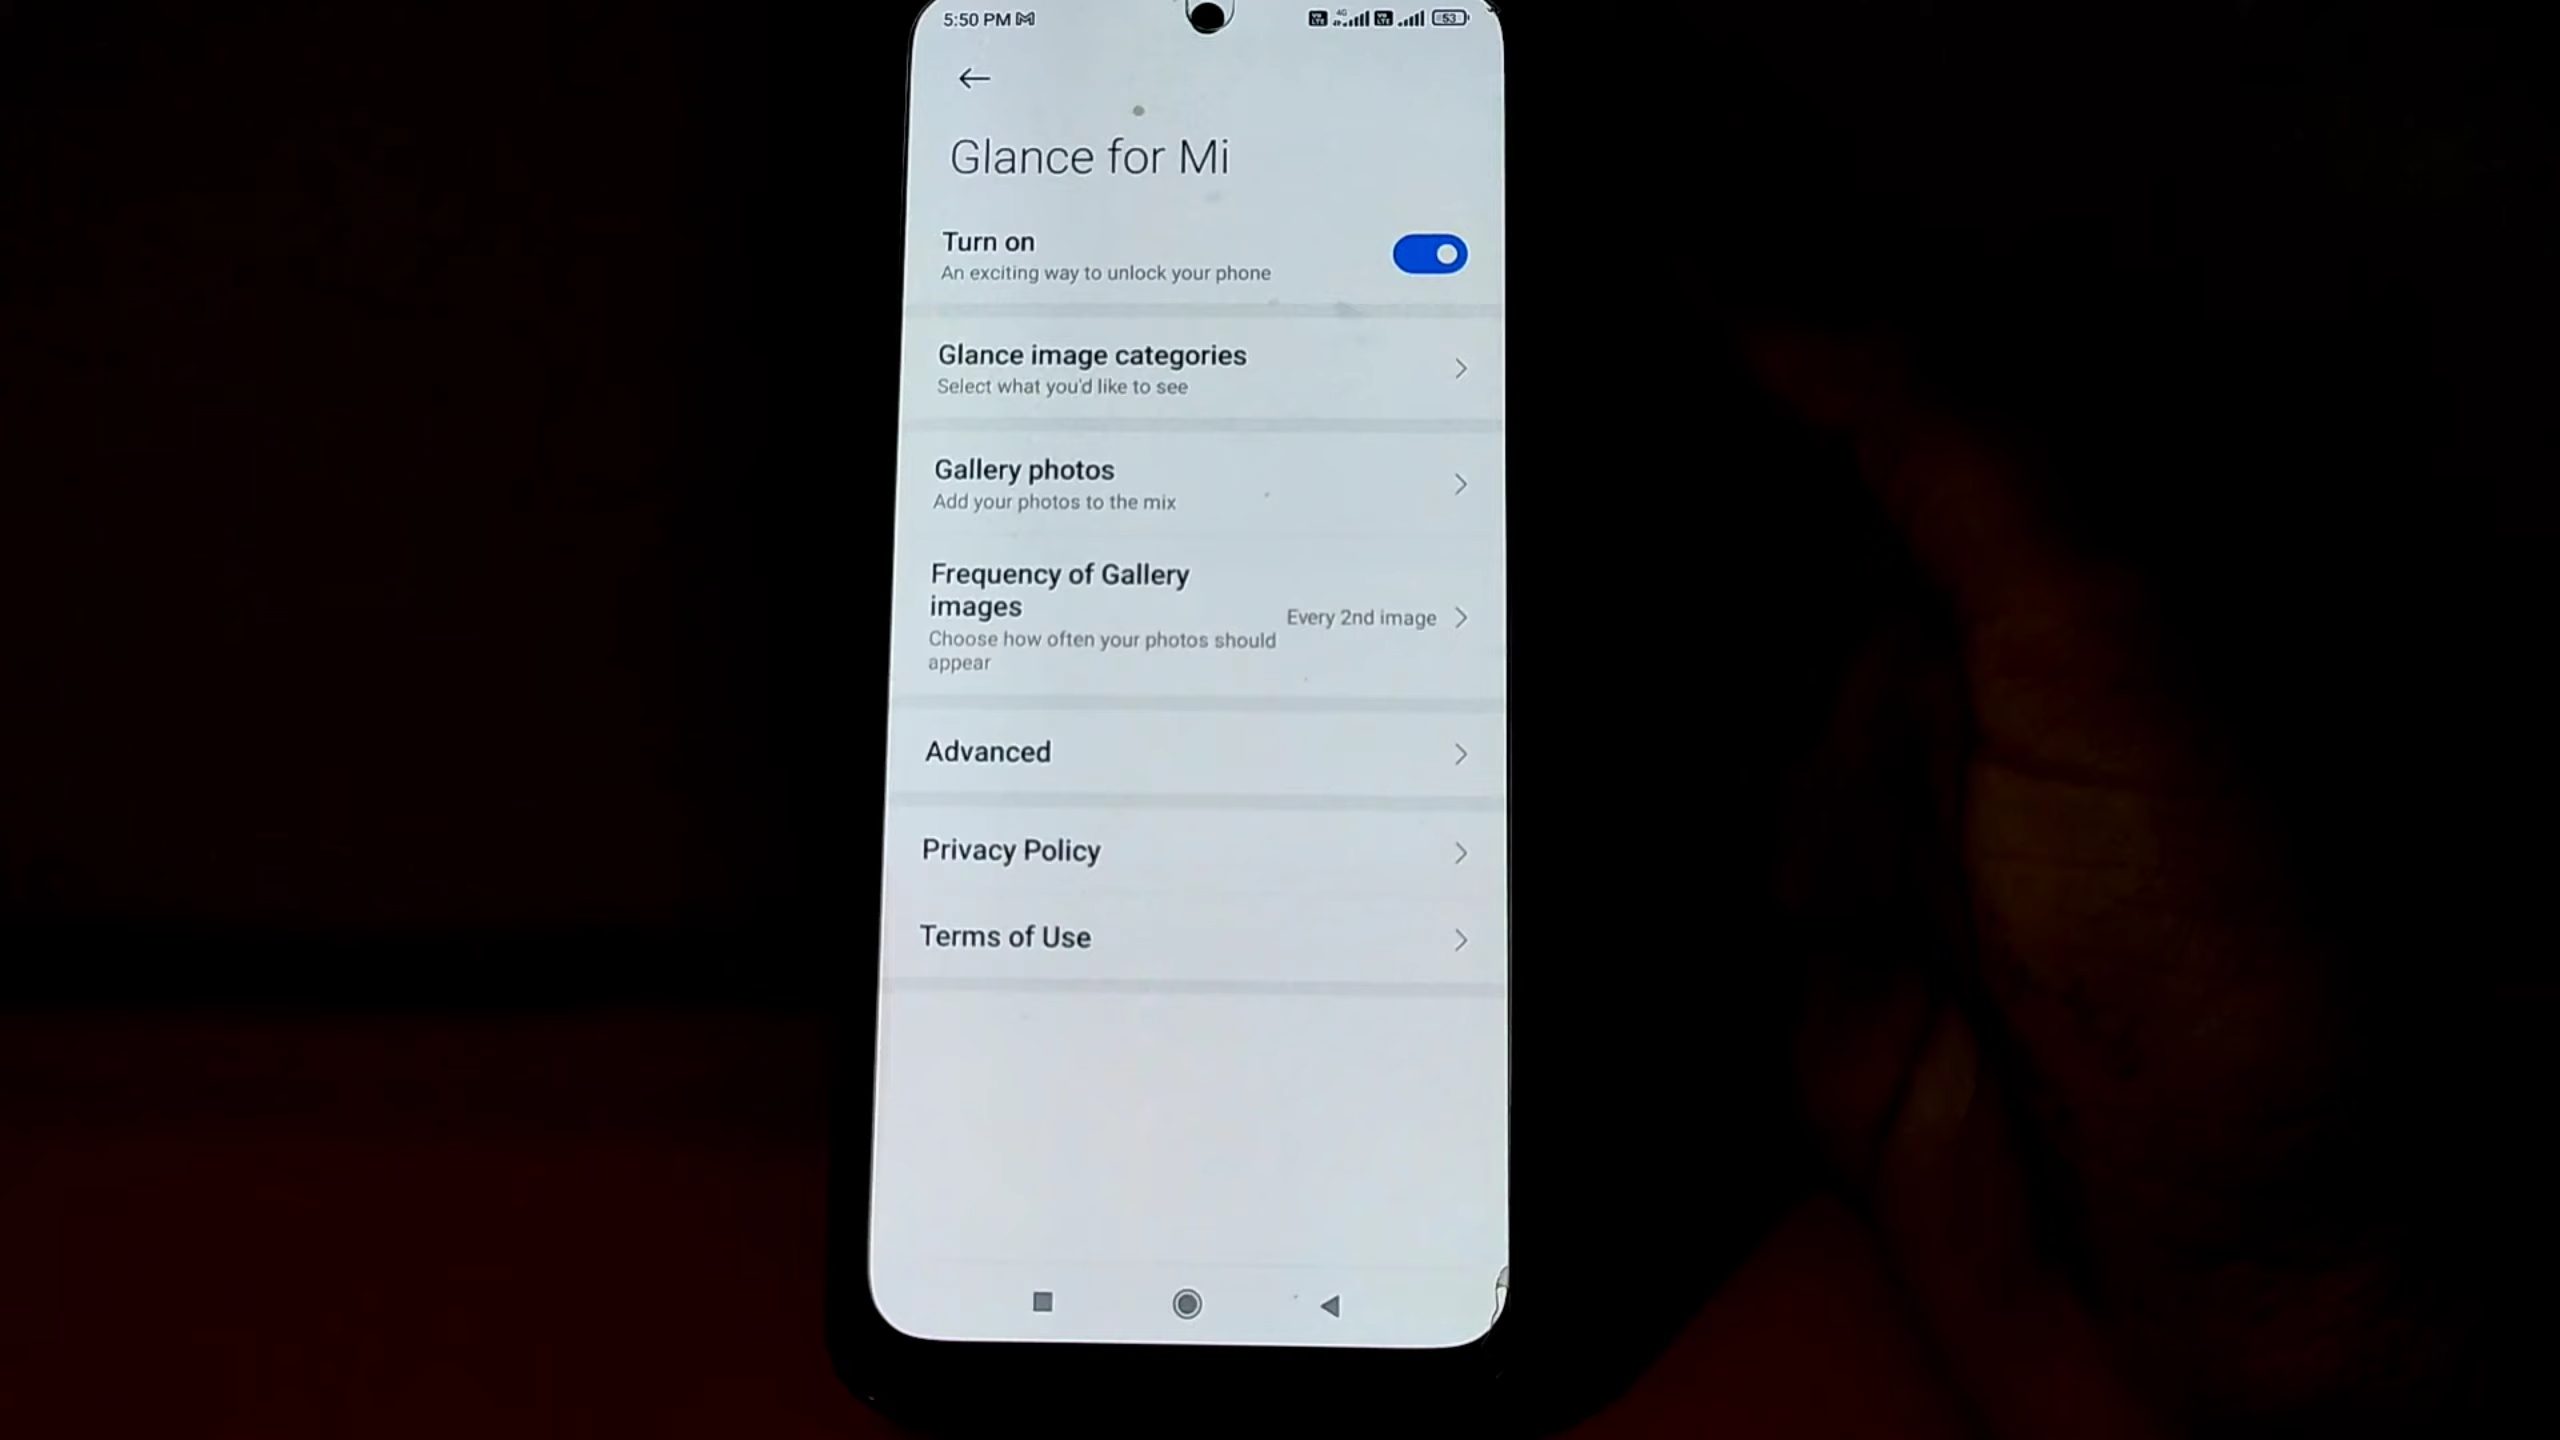 5:50 PM
53
Glance for Mi
Turn on
An exciting way to unlock your phone
Glance image categories
Select what you'd like to see
Gallery photos
Add your photos to the mix
Frequency of Gallery
images
Every 2nd image
Choose how often your photos should
appear
Advanced
Privacy Policy
Terms of Use